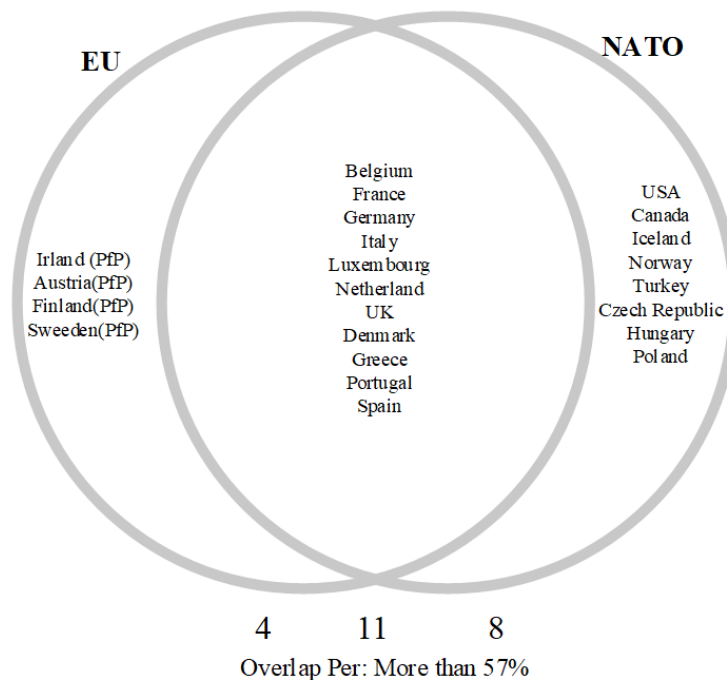 EU
NATO
Irland (PfP)
Austria(PfP)
Finland(PfP)
Sweeden(PfP)
Belgium
France
Germany
Italy
Luxembourg
Netherland
UK
Denmark
Greece
Portugal
Spain
USA
Canada
Iceland
Norway
Turkey
Czech Republic
Hungary
Poland
4 11 8
Overlap Per: More than 57%